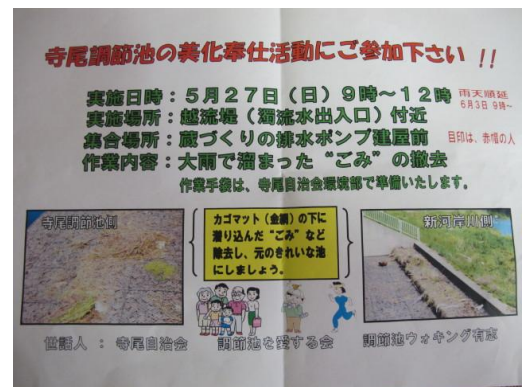 寺尾調節池の美化奉仕活動にご参加下さい !!
実施日時：5月27日（日）9時～12時
雨天順延
6月3日 9時～
実施場所：越流堤（濁流水出入口）付近
集合場所：蔵づくりの排水ポンプ建屋前
目印は、赤帽の人
作業内容：大雨で溜まった“ごみ”の撤去
作業手袋は、寺尾自治会環境部で準備いたします。
寺尾調節池側
カゴマット（金網）の下に
潜り込んだ“ごみ”など
除去し、元のきれいな池
にしましょう。
新河岸川側
世話人 ： 寺尾自治会 調節池を愛する会 調節池ウォキング有志